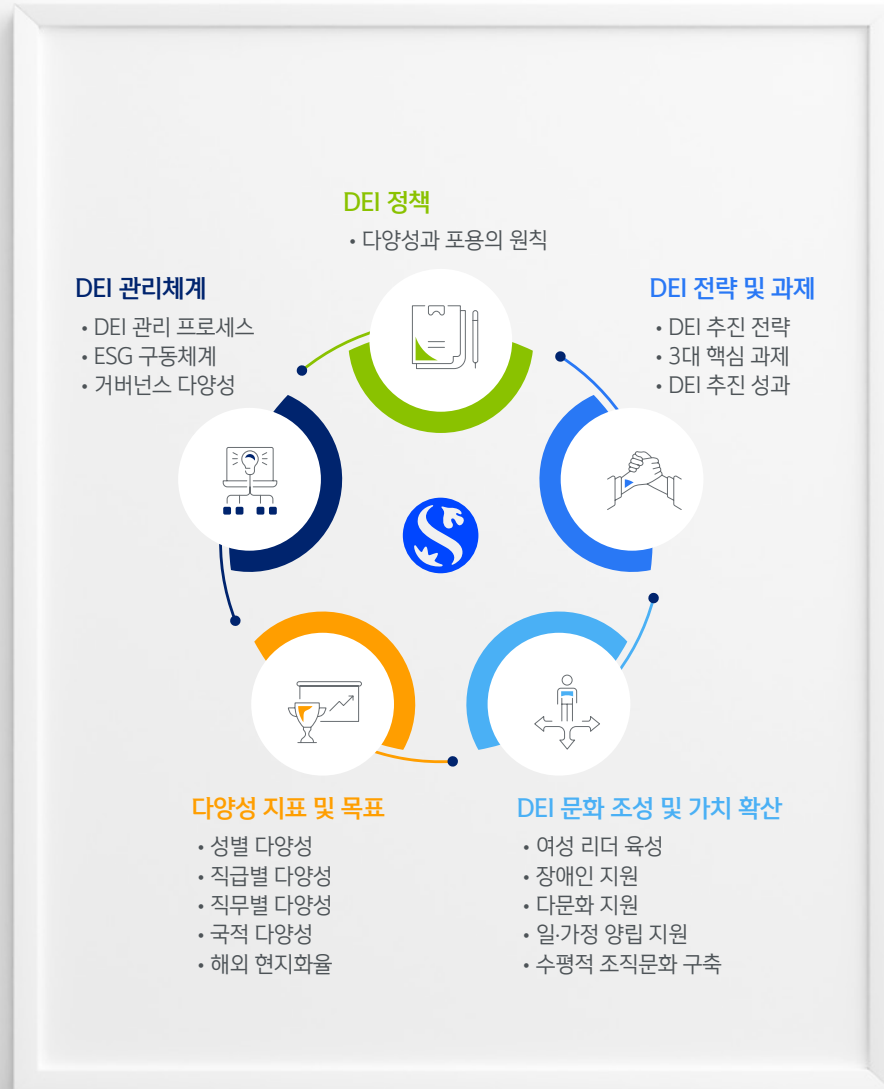 DEI 정책
• 다양성과 포용의 원칙
DEI 관리체계
• DEI 관리 프로세스
• ESG 구동체계
• 거버넌스 다양성
DEI 전략 및 과제
• DEI 추진 전략
• 3대 핵심 과제
• DEI 추진 성과
다양성 지표 및 목표
• 성별 다양성
• 직급별 다양성
• 직무별 다양성
• 국적 다양성
• 해외 현지화율
DEI 문화 조성 및 가치 확산
• 여성 리더 육성
• 장애인 지원
• 다문화 지원
• 일·가정 양립 지원
• 수평적 조직문화 구축